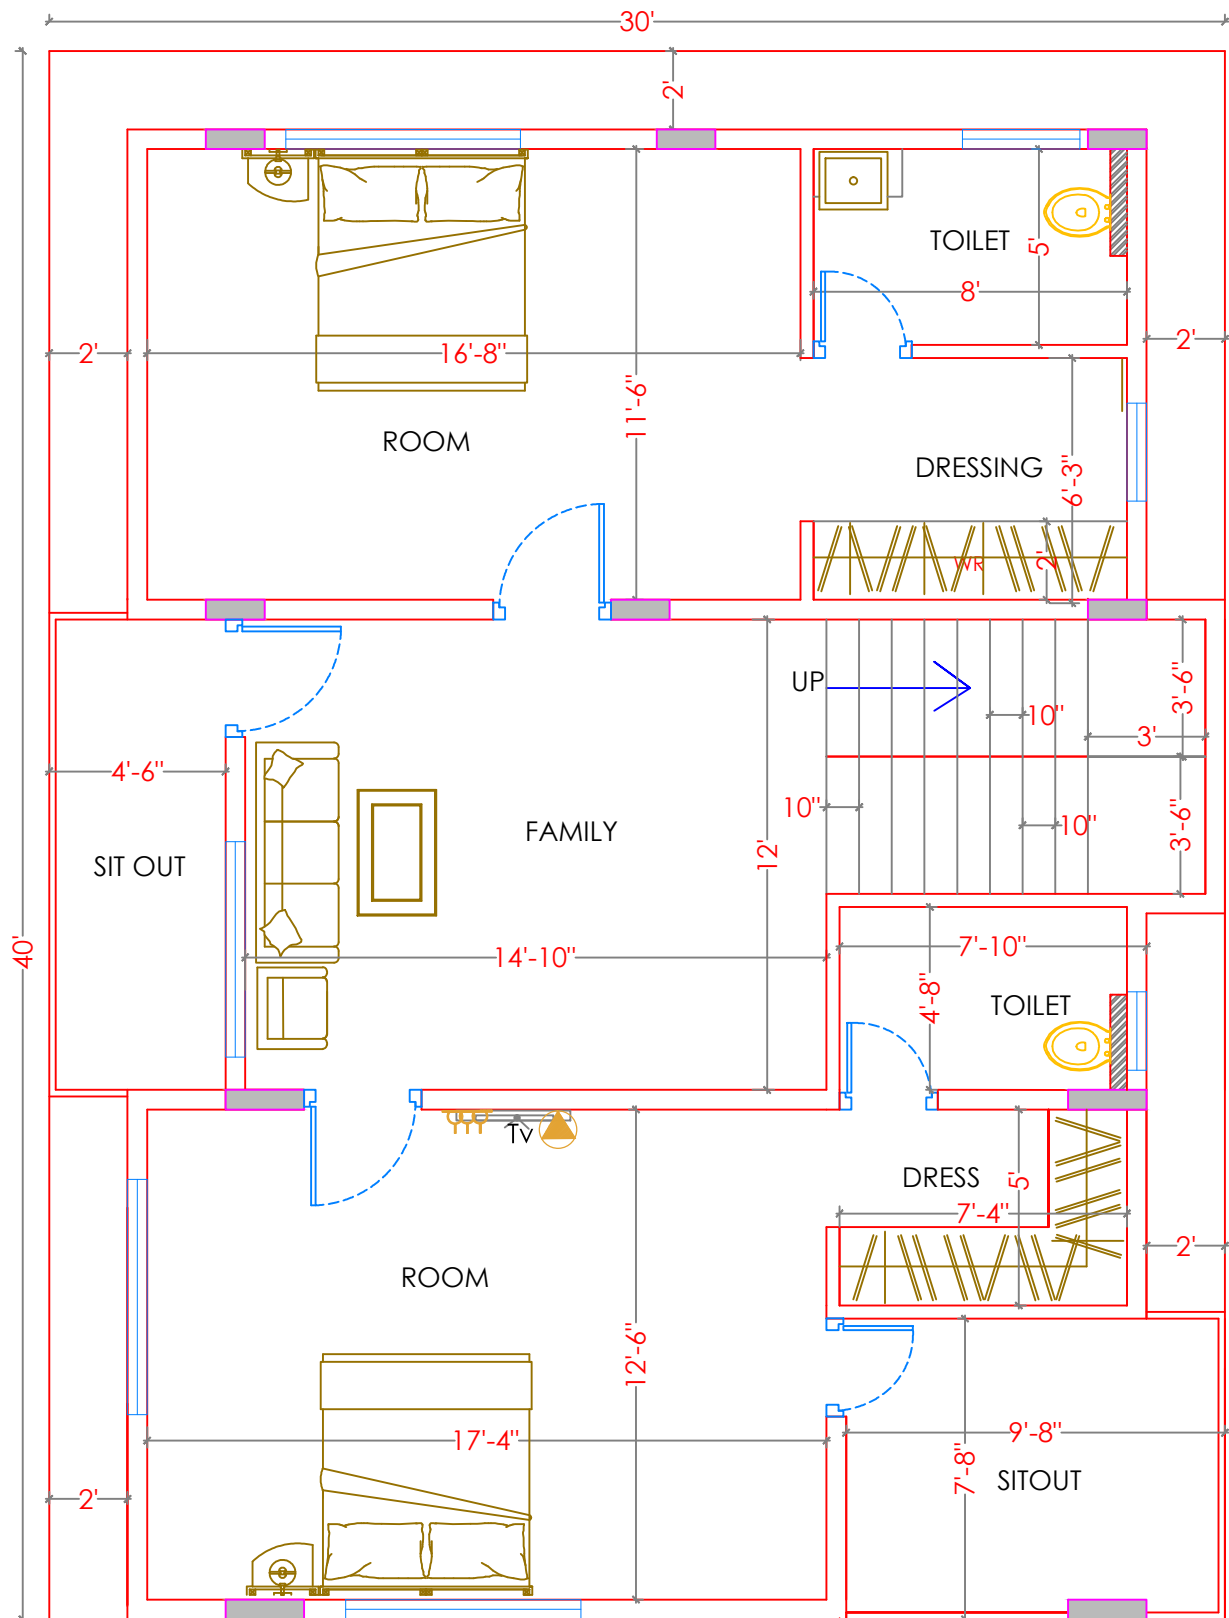 30'
2'
TOILET
5'
8'
2'
16'-8"
2'
11'-6"
ROOM
DRESSING
6'-3"
WR
2'
UP
3'-6"
10"
3'
4'-6"
10"
10"
3'-6"
FAMILY
12'
SIT OUT
40'
14'-10"
7'-10"
4'-8"
TOILET
Tv
DRESS
5'
7'-4"
2'
ROOM
12'-6"
17'-4"
9'-8"
7'-8"
SITOUT
2'